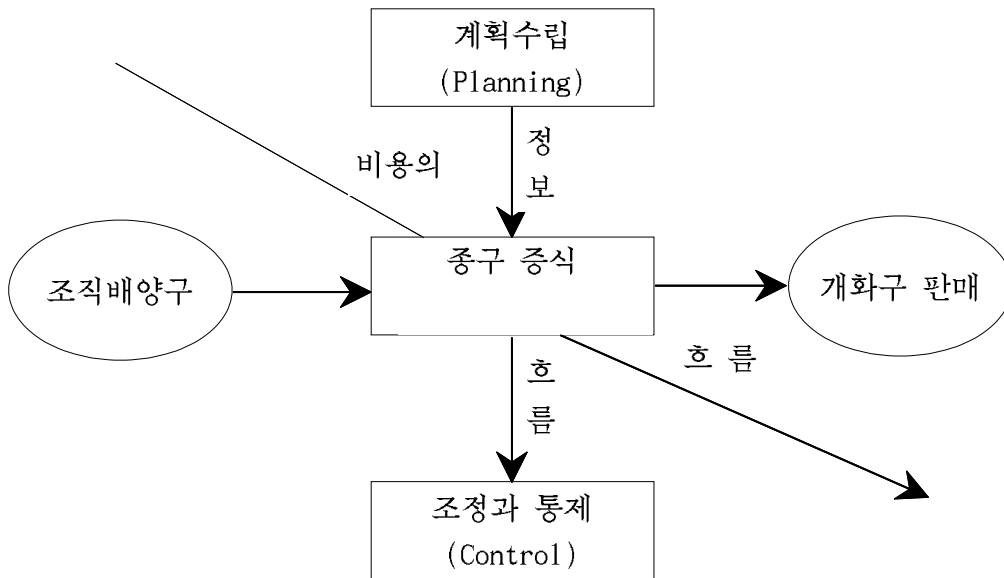 계획수립
(Planning)
정
보
비용의
종구 증식
조직배양구
개화구 판매
흐 름
흐
름
조정과 통제
(Control)